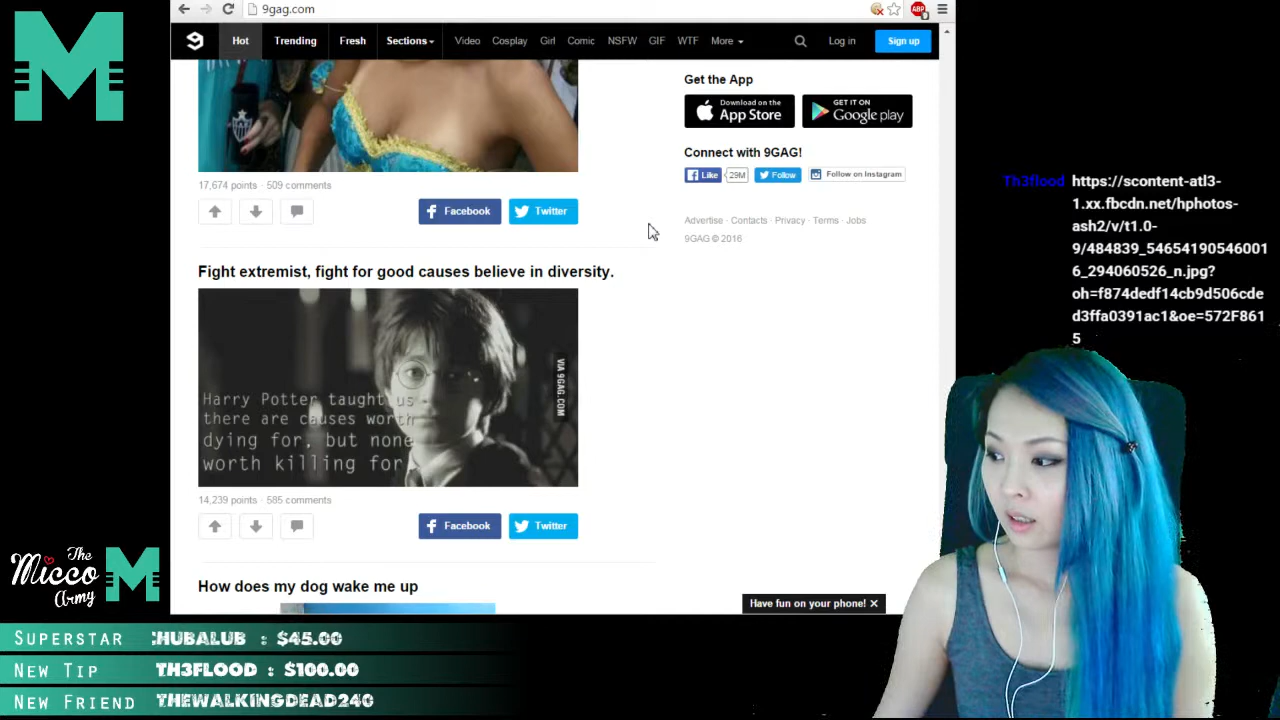 M
9gag.com
ABP
9
Hot Trending Fresh Sections Video Cosplay Girl Comic NSFW GIF WTF More Log in Sign up
17,674 points · 509 comments
Facebook Twitter
Fight extremist, fight for good causes believe in diversity.
Harry Potter taught us
there are causes worth
dying for, but none
worth killing for
VIA 9GAG.COM
14,239 points · 585 comments
Facebook Twitter
How does my dog wake me up
Get the App
Download on the
App Store
GET IT ON
Google play
Connect with 9GAG!
Like 29M Follow Follow on Instagram
Advertise · Contacts · Privacy · Terms · Jobs
9GAG © 2016
Have fun on your phone! ×
Th3flood https://scontent-atl3-
1.xx.fbcdn.net/hphotos-
ash2/v/t1.0-
9/484839_54654190546001
6_294060526_n.jpg?
oh=f874dedf14cb9d506cde
d3ffa0391ac1&oe=572F861
5
The
Micco
Army
M
SUPERSTAR :HUBALUB : $45.00
NEW TIP TH3FLOOD : $100.00
NEW FRIEND THEWALKINGDEAD240